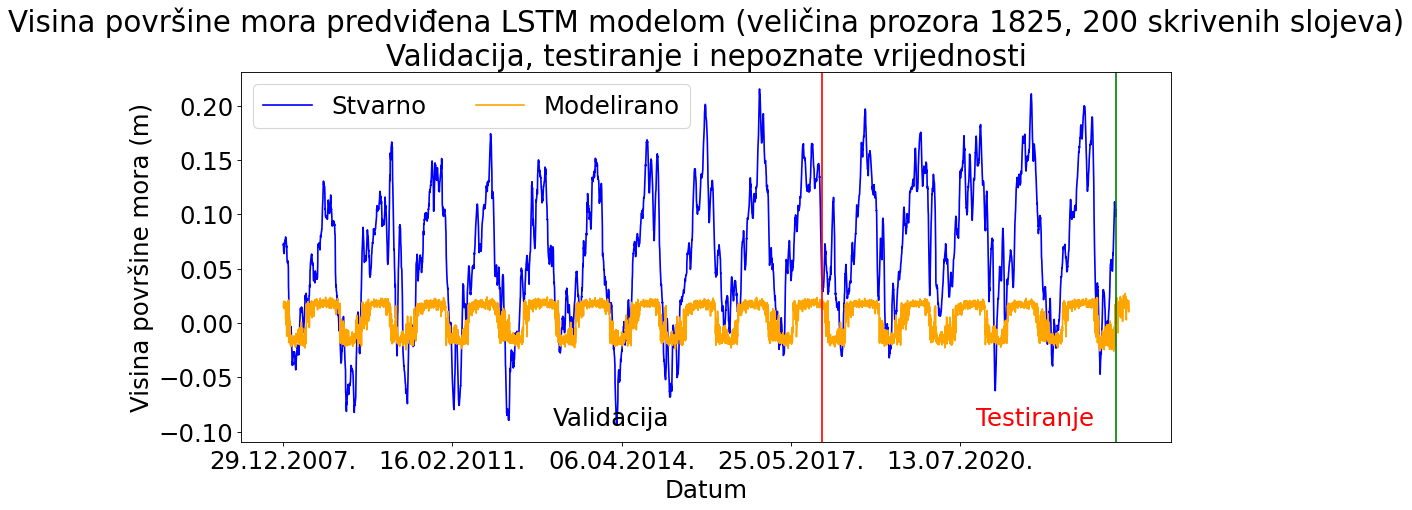 Visina površine mora predviđena LSTM modelom (veličina prozora 1825, 200 skrivenih slojeva)
Validacija, testiranje i nepoznate vrijednosti
Stvarno Modelirano
Visina površine mora (m)
0.20
0.15
0.10
0.05
0.00
−0.05
−0.10
Validacija Testiranje
29.12.2007. 16.02.2011. 06.04.2014. 25.05.2017. 13.07.2020.
Datum